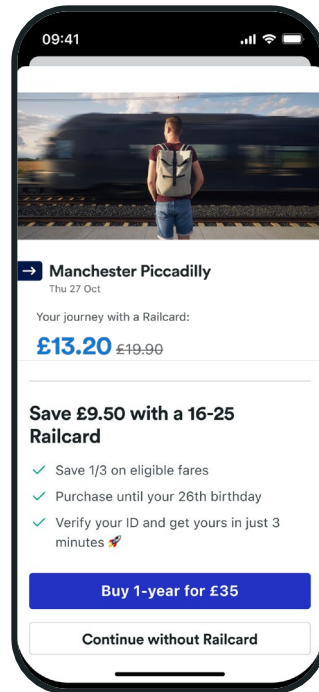 09:41
Manchester Piccadilly
Thu 27 Oct
Your journey with a Railcard:
£13.20 £19.90
Save £9.50 with a 16-25
Railcard
Save 1/3 on eligible fares
Purchase until your 26th birthday
Verify your ID and get yours in just 3
minutes 🚀
Buy 1-year for £35
Continue without Railcard